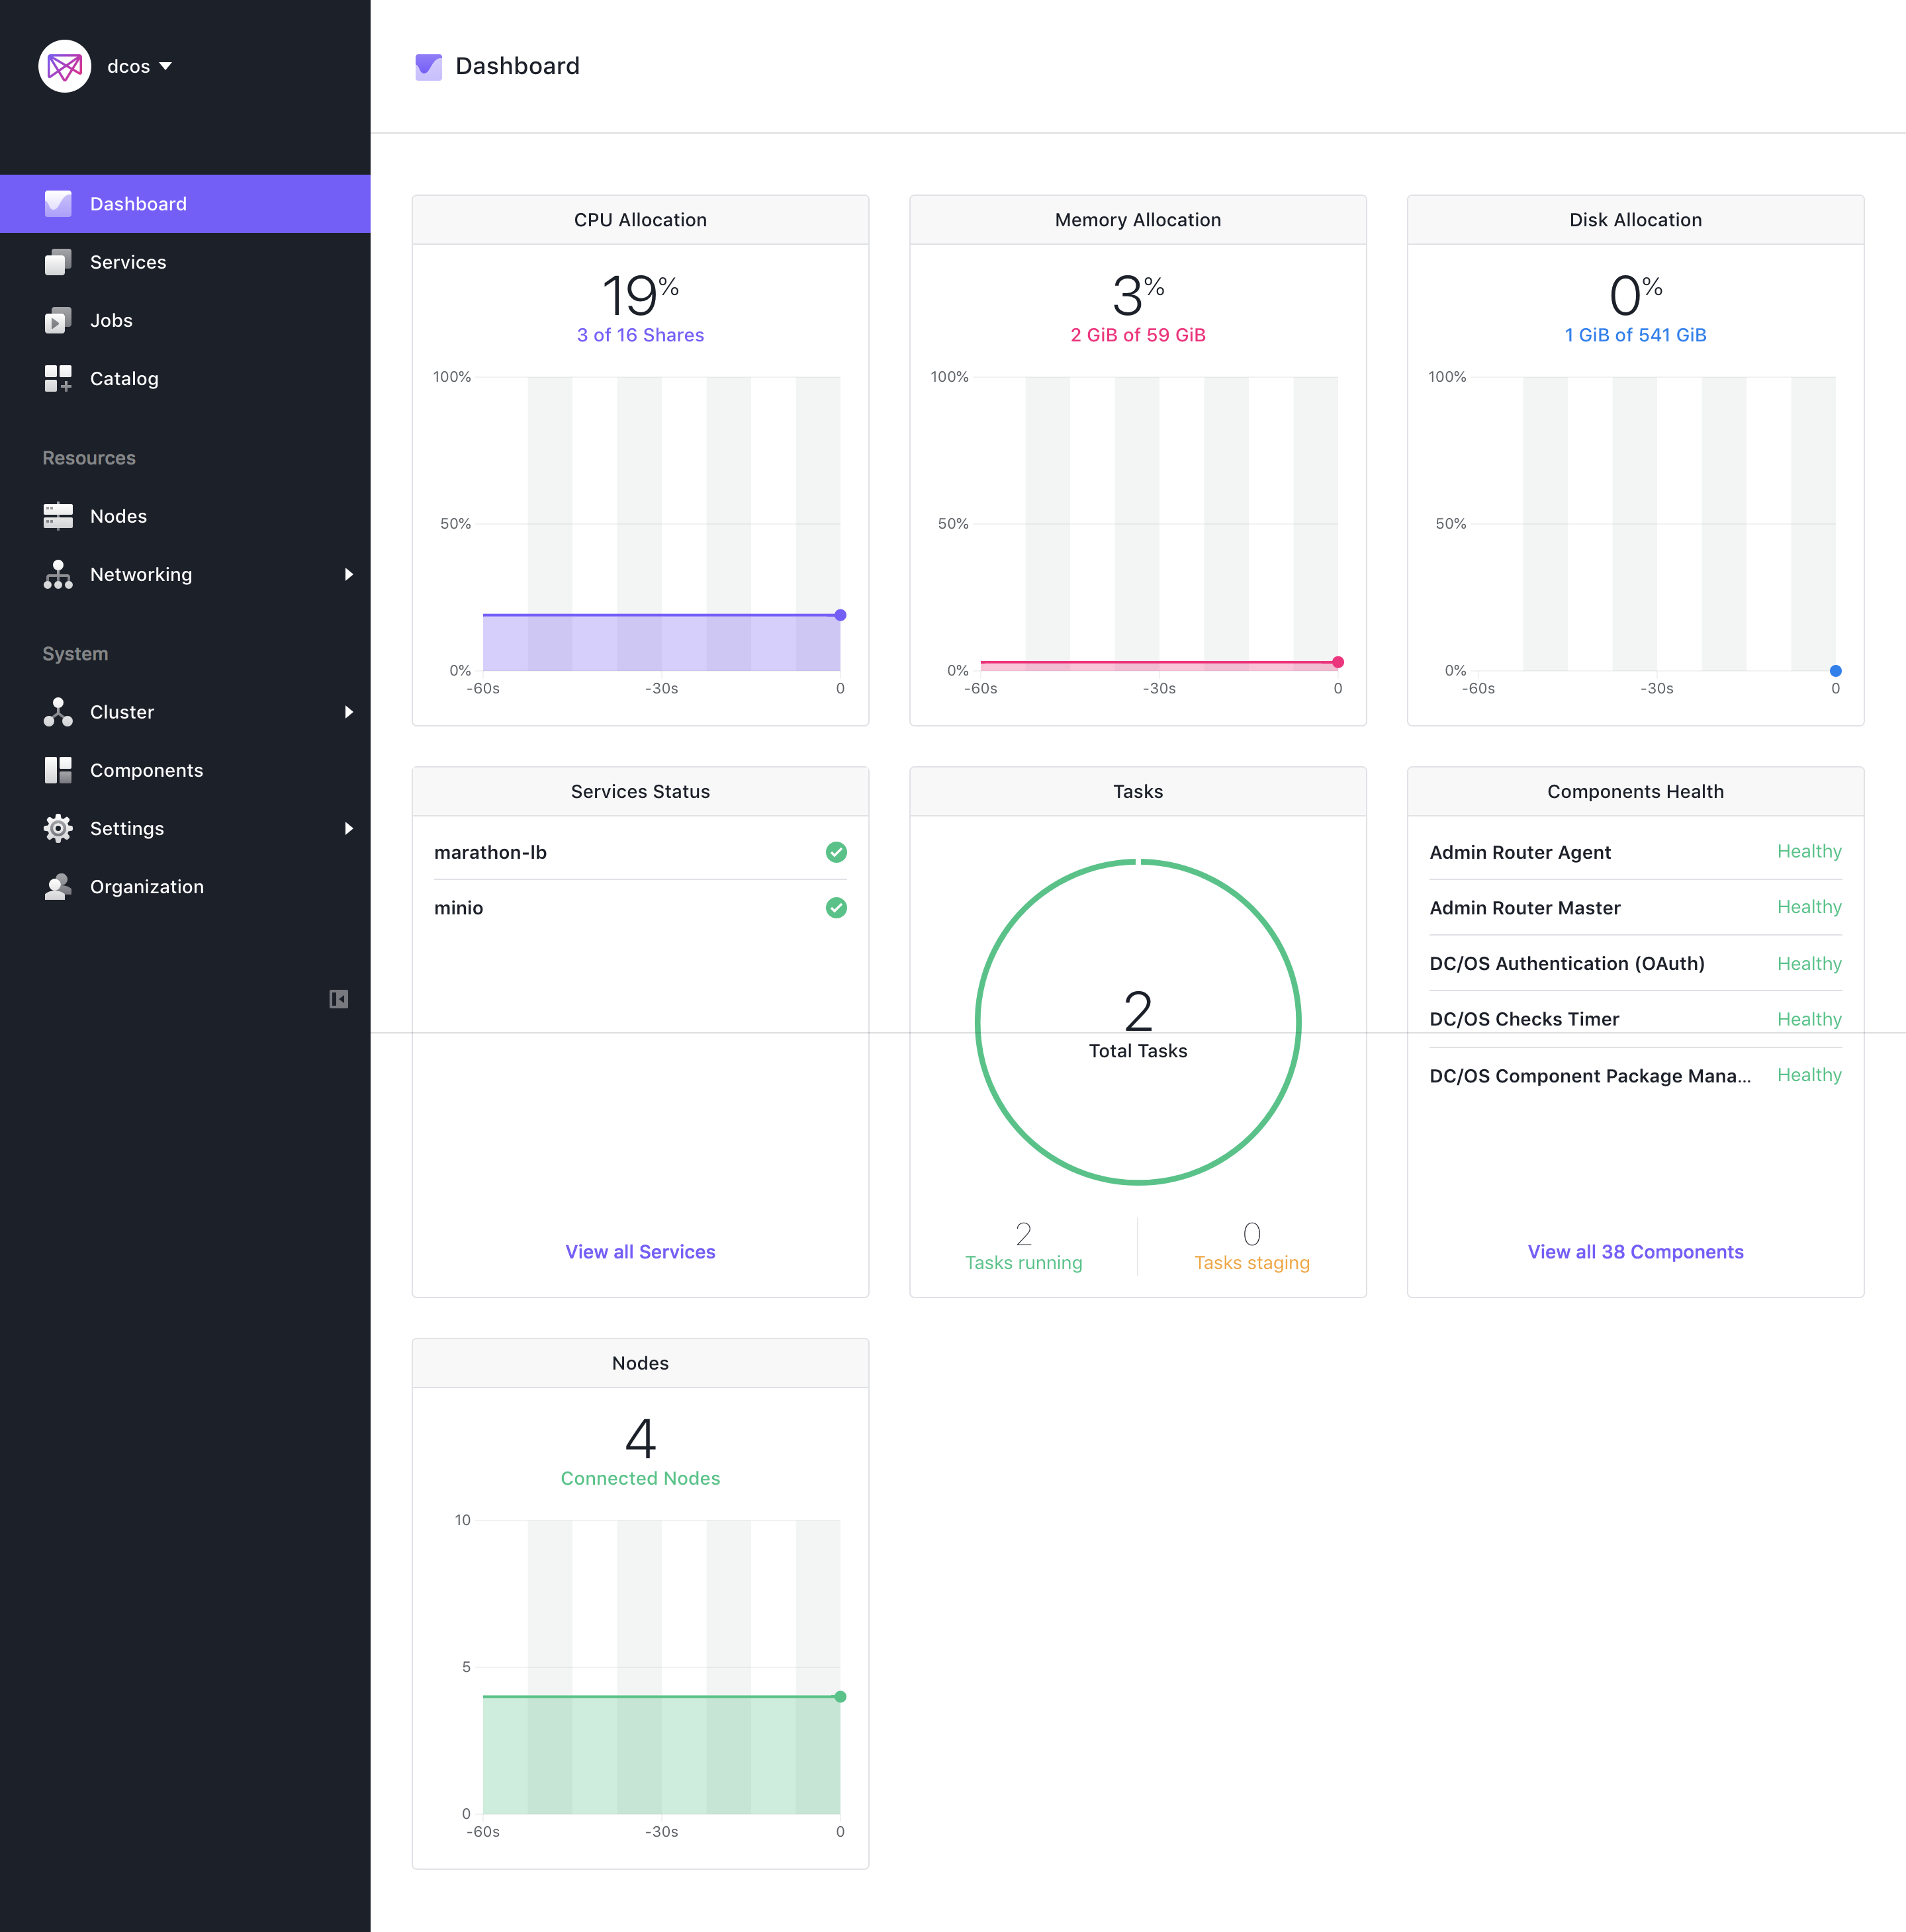 dcos
Dashboard
Services
Jobs
Catalog
Resources
Nodes
Networking
System
Cluster
Components
Settings
Organization
Dashboard
CPU Allocation
19%
3 of 16 Shares
100%
50%
0%
-60s -30s 0
Memory Allocation
3%
2 GiB of 59 GiB
100%
50%
0%
-60s -30s 0
Disk Allocation
0%
1 GiB of 541 GiB
100%
50%
0%
-60s -30s 0
Services Status
marathon-lb
minio
View all Services
Tasks
2
Total Tasks
2
Tasks running
0
Tasks staging
Components Health
Admin Router Agent Healthy
Admin Router Master Healthy
DC/OS Authentication (OAuth) Healthy
DC/OS Checks Timer Healthy
DC/OS Component Package Mana... Healthy
View all 38 Components
Nodes
4
Connected Nodes
10
5
0
-60s -30s 0